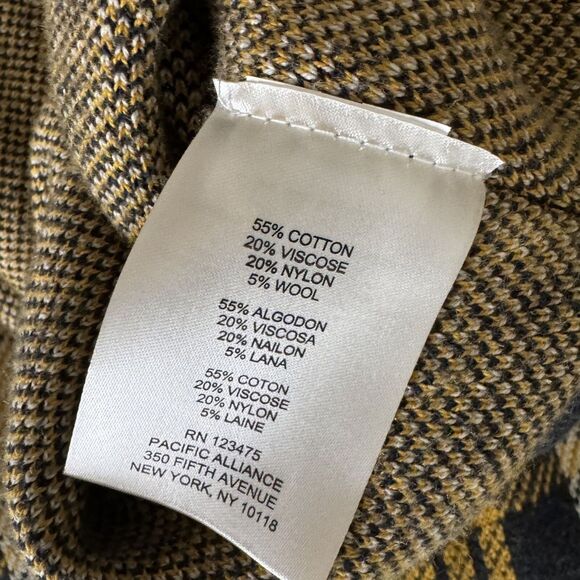 55% COTTON
20% VISCOSE
20% NYLON
5% WOOL
55% ALGODON
20% VISCOSA
20% NAILON
5% LANA
55% COTON
20% VISCOSE
20% NYLON
5% LAINE
RN 123475
PACIFIC ALLIANCE
350 FIFTH AVENUE
NEW YORK, NY 10118